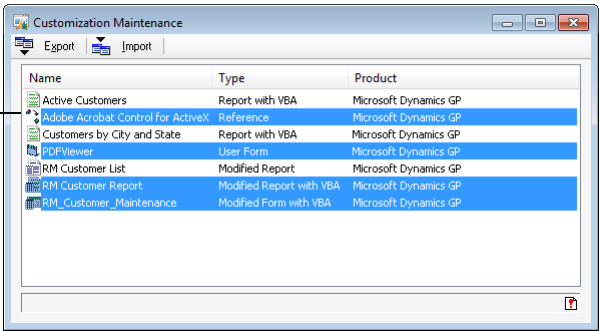 Customization Maintenance
Export Import
Name Type Product
Active Customers Report with VBA Microsoft Dynamics GP
Adobe Acrobat Control for ActiveX Reference Microsoft Dynamics GP
Customers by City and State Report with VBA Microsoft Dynamics GP
PDFViewer User Form Microsoft Dynamics GP
RM Customer List Modified Report Microsoft Dynamics GP
RM Customer Report Modified Report with VBA Microsoft Dynamics GP
RM_Customer_Maintenance Modified Form with VBA Microsoft Dynamics GP